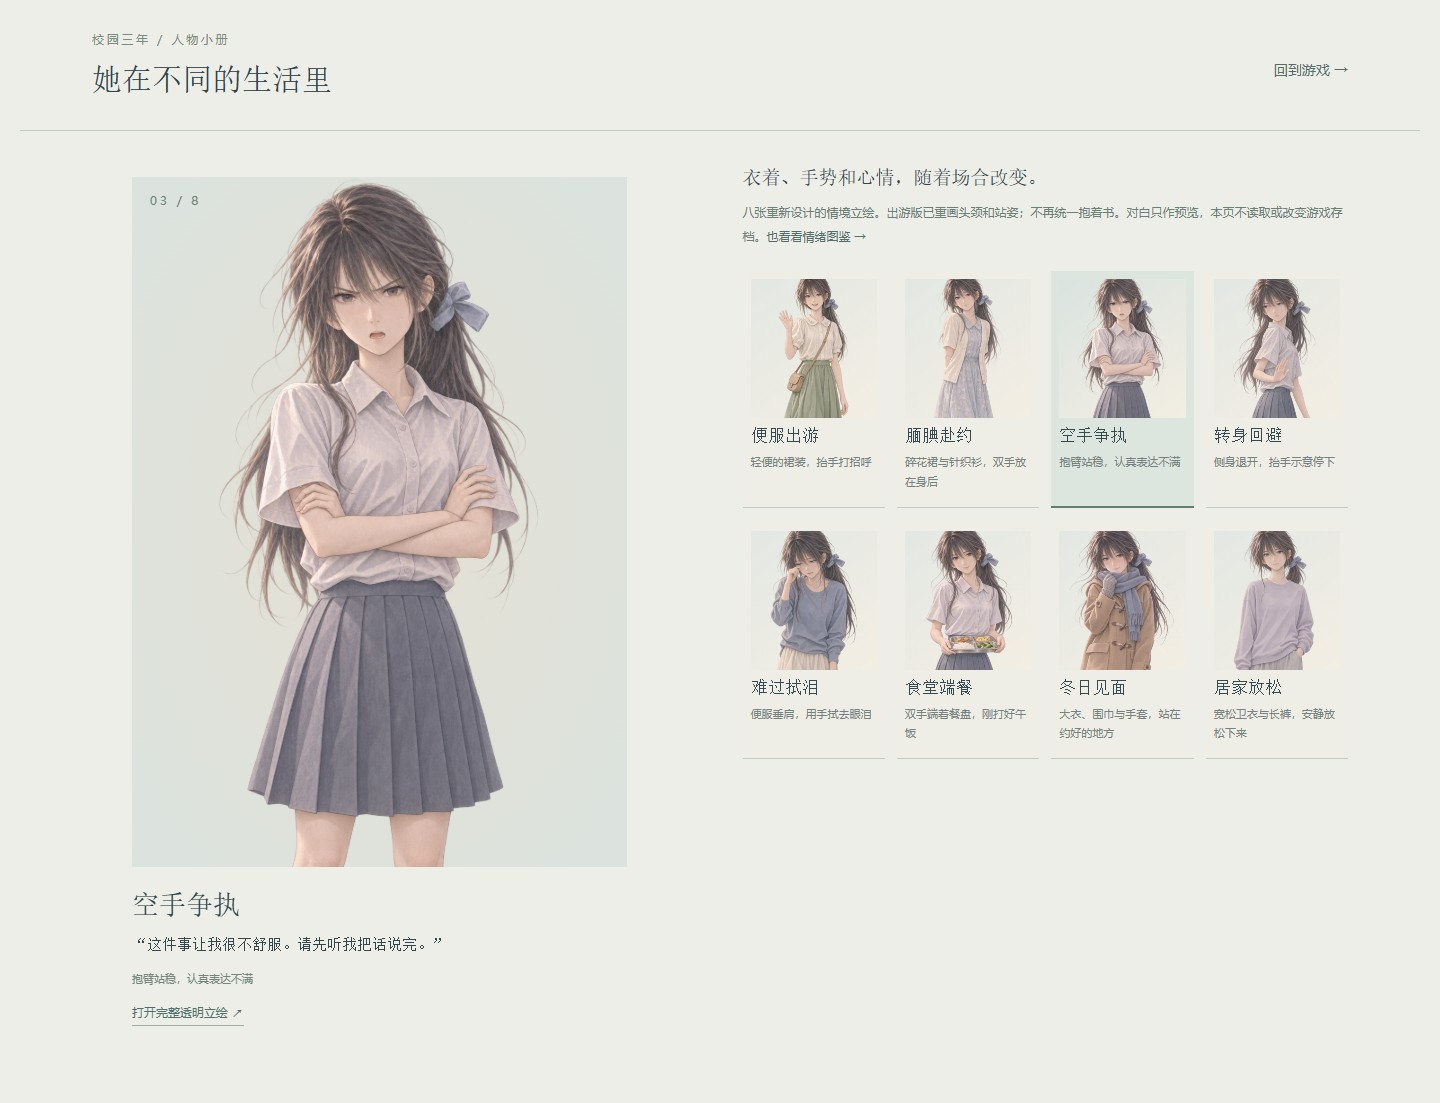 校园三年 / 人物小册
她在不同的生活里
回到游戏 →
03 / 8
空手争执
“这件事让我很不舒服。请先听我把话说完。”
抱臂站稳，认真表达不满
打开完整透明立绘 ↗
衣着、手势和心情，随着场合改变。
八张重新设计的情境立绘。出游版已重画头颈和站姿；不再统一抱着书。对白只作预览，本页不读取或改变游戏存
档。也看看情绪图鉴 →
便服出游
轻便的裙装，抬手打招呼
腼腆赴约
碎花裙与针织衫，双手放
在身后
空手争执
抱臂站稳，认真表达不满
转身回避
侧身退开，抬手示意停下
难过拭泪
便服垂肩，用手拭去眼泪
食堂端餐
双手端着餐盘，刚打好午
饭
冬日见面
大衣、围巾与手套，站在
约好的地方
居家放松
宽松卫衣与长裤，安静放
松下来